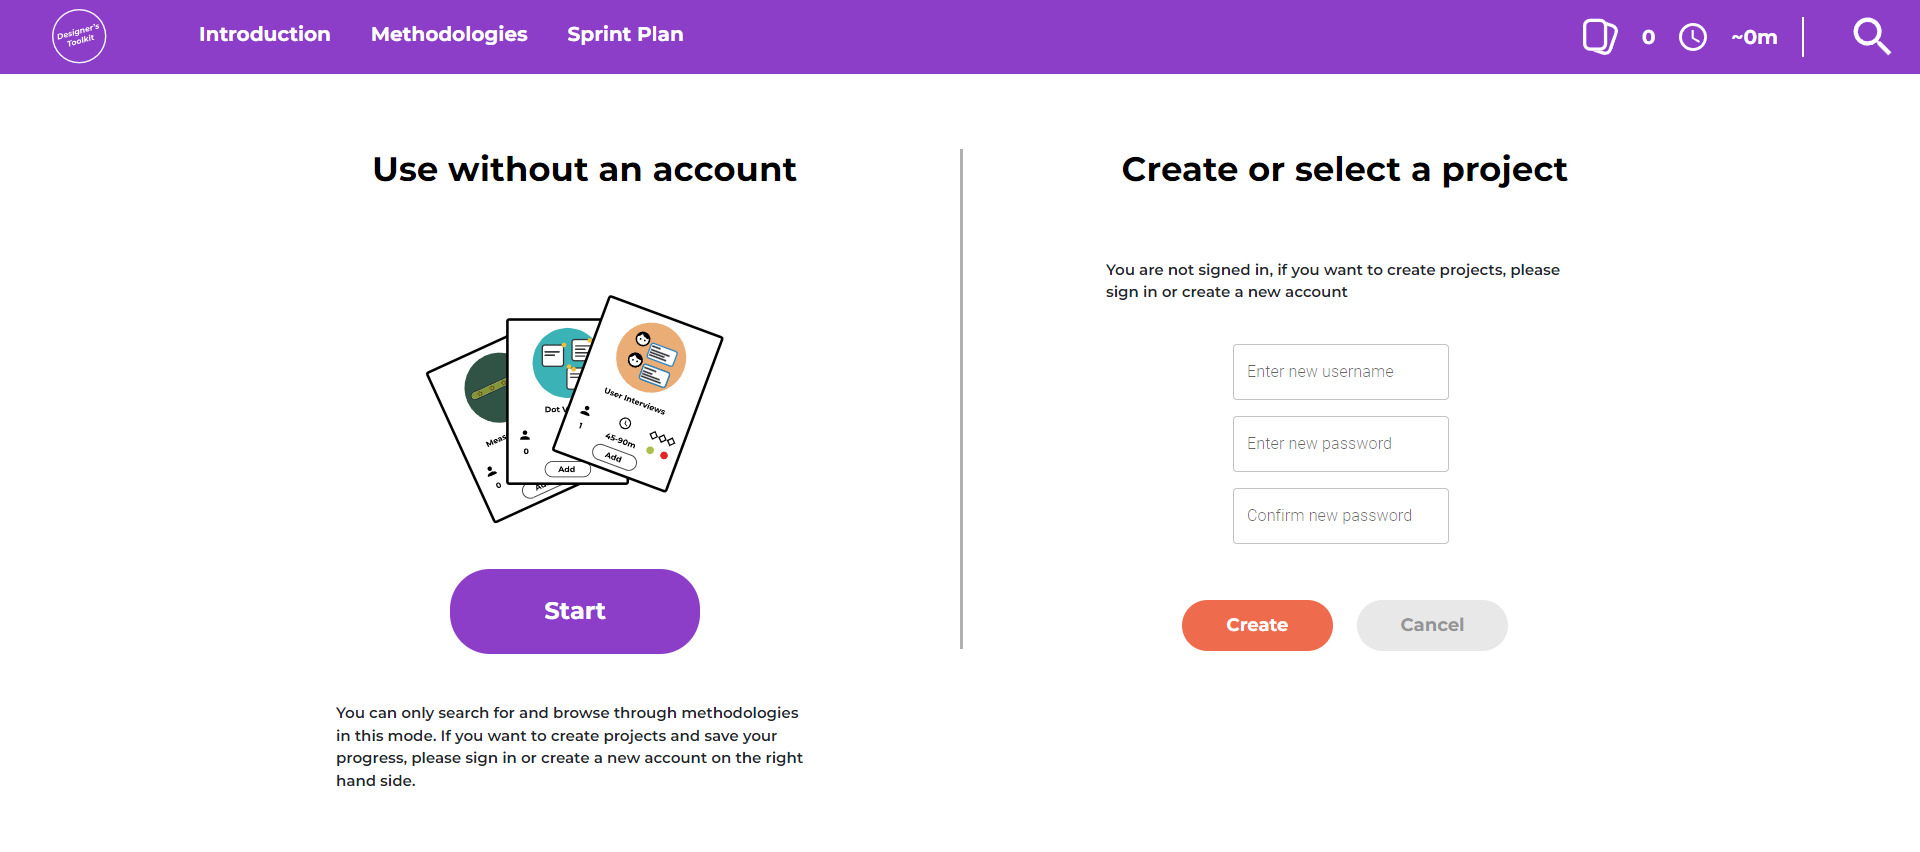 Designer's
Toolkit
Introduction
Methodologies
Sprint Plan
0
~0m
Use without an account
Create or select a project
You are not signed in, if you want to create projects, please
sign in or create a new account
Enter new username
Enter new password
Confirm new password
Create
Cancel
Meas
0
Dot V
0
Add
User Interviews
1
45-90m
Add
Start
You can only search for and browse through methodologies
in this mode. If you want to create projects and save your
progress, please sign in or create a new account on the right
hand side.